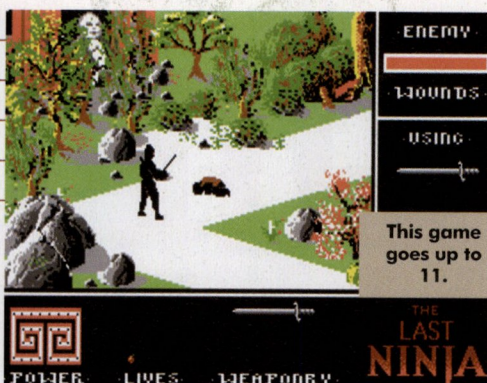 ENEMY
WOUNDS
USING
This game
goes up to
11.
THE
LAST
NINJA
POWER LIVES WEAPONRY